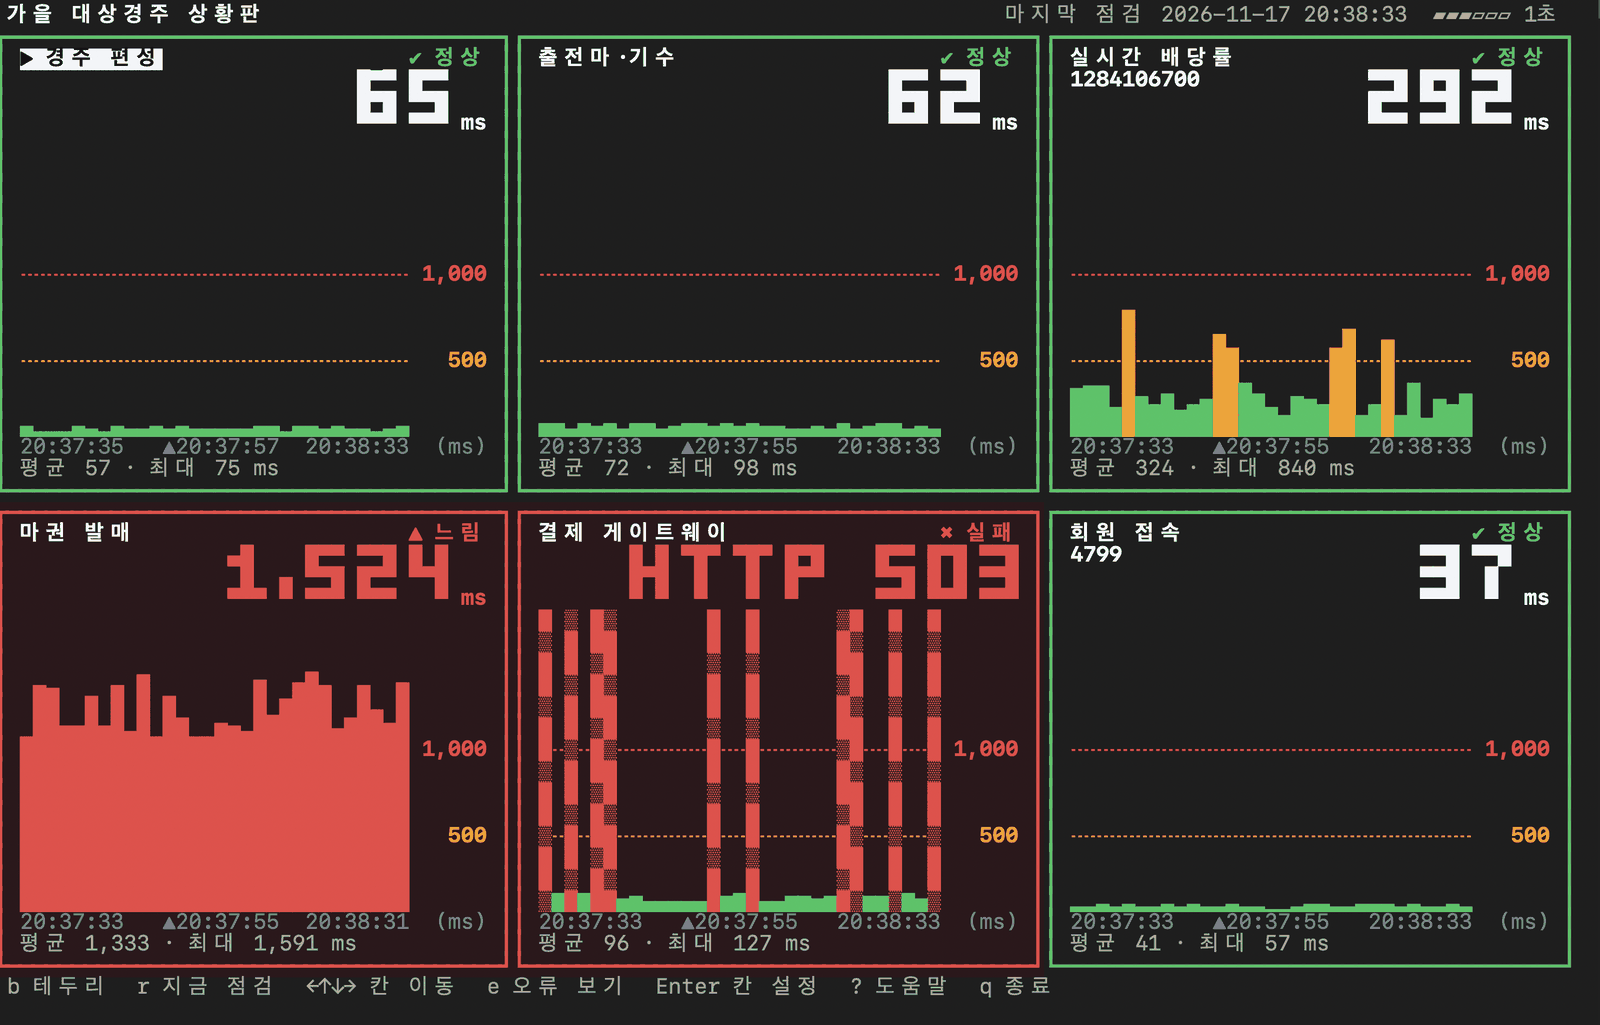 가을 대상경주 상황판
마지막 점검 2026-11-17 20:38:33 ▰▰▰▱▱▱ 1초
▶ 경주 편성
✔ 정상
65 ms
1,000
500
20:37:35 ▲20:37:57 20:38:33 (ms)
평균 57 · 최대 75 ms
출전마·기수
✔ 정상
62 ms
1,000
500
20:37:33 ▲20:37:55 20:38:33 (ms)
평균 72 · 최대 98 ms
실시간 배당률
✔ 정상
1284106700
292 ms
1,000
500
20:37:33 ▲20:37:55 20:38:33 (ms)
평균 324 · 최대 840 ms
마권 발매
▲ 느림
1.524 ms
1,000
500
20:37:33 ▲20:37:55 20:38:31 (ms)
평균 1,333 · 최대 1,591 ms
결제 게이트웨이
✖ 실패
HTTP 503
1,000
500
20:37:33 ▲20:37:55 20:38:33 (ms)
평균 96 · 최대 127 ms
회원 접속
✔ 정상
4799
37 ms
1,000
500
20:37:33 ▲20:37:55 20:38:33 (ms)
평균 41 · 최대 57 ms
b 테두리 r 지금 점검 ←↑↓→ 칸 이동 e 오류 보기 Enter 칸 설정 ? 도움말 q 종료